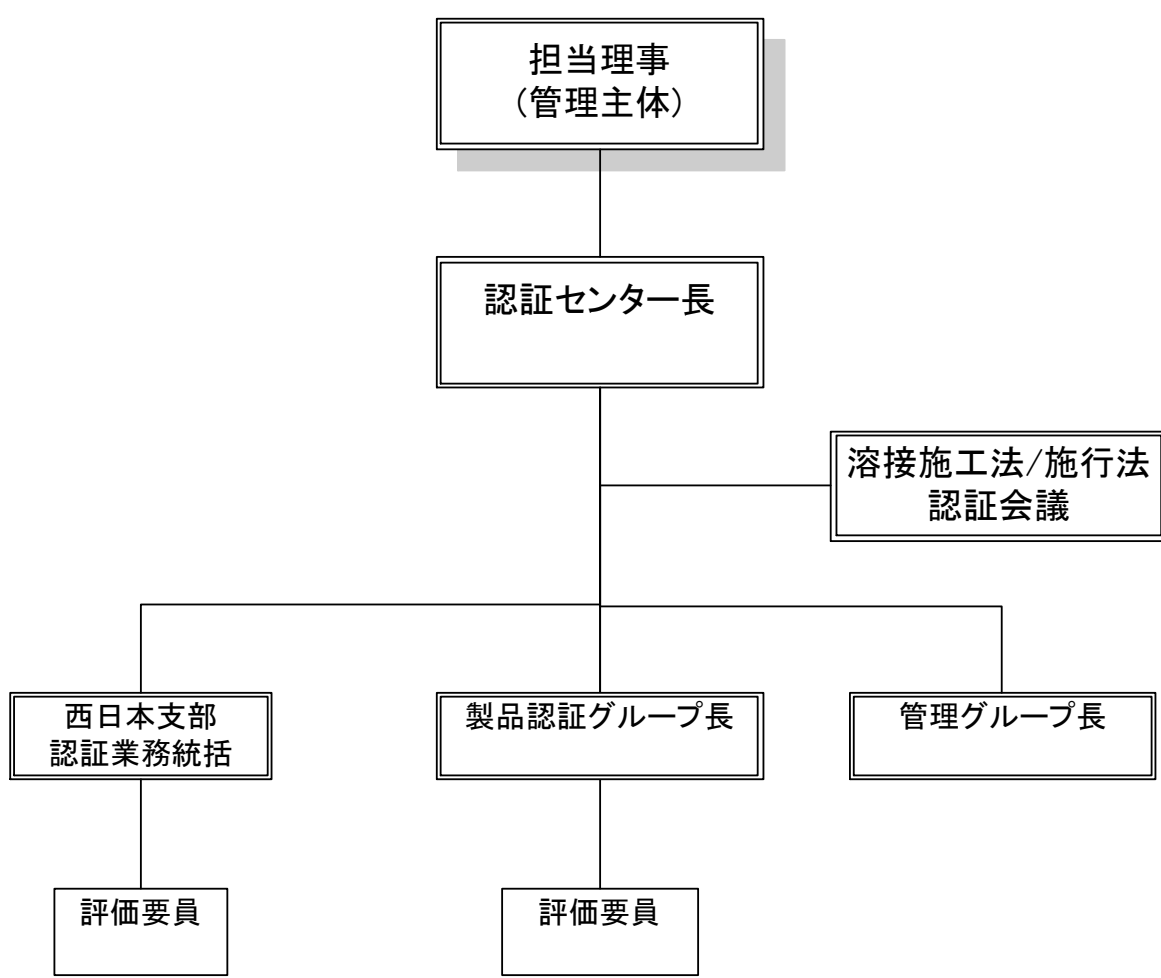 担当理事
(管理主体)
認証センター長
溶接施工法/施行法
認証会議
西日本支部
認証業務統括
製品認証グループ長
管理グループ長
評価要員
評価要員